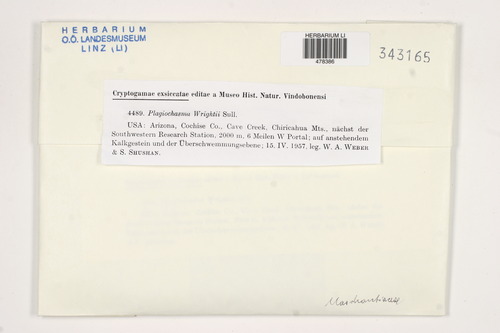 HERBARIUM
O.Ö. LANDESMUSEUM
LINZ (LI)
HERBARIUM LI
478386
343165
Cryptogamae exsiccatae editae a Museo Hist. Natur. Vindobonensi
4489. Plagiochasma Wrightii Sull.
USA: Arizona, Cochise Co., Cave Creek, Chiricahua Mts., nächst der
Southwestern Research Station, 2000 m, 6 Meilen W Portal; auf anstehendem
Kalkgestein und der Überschwemmungsebene; 15. IV. 1957, leg. W. A. WEBER
& S. SHUSHAN.
Marchantiaceae